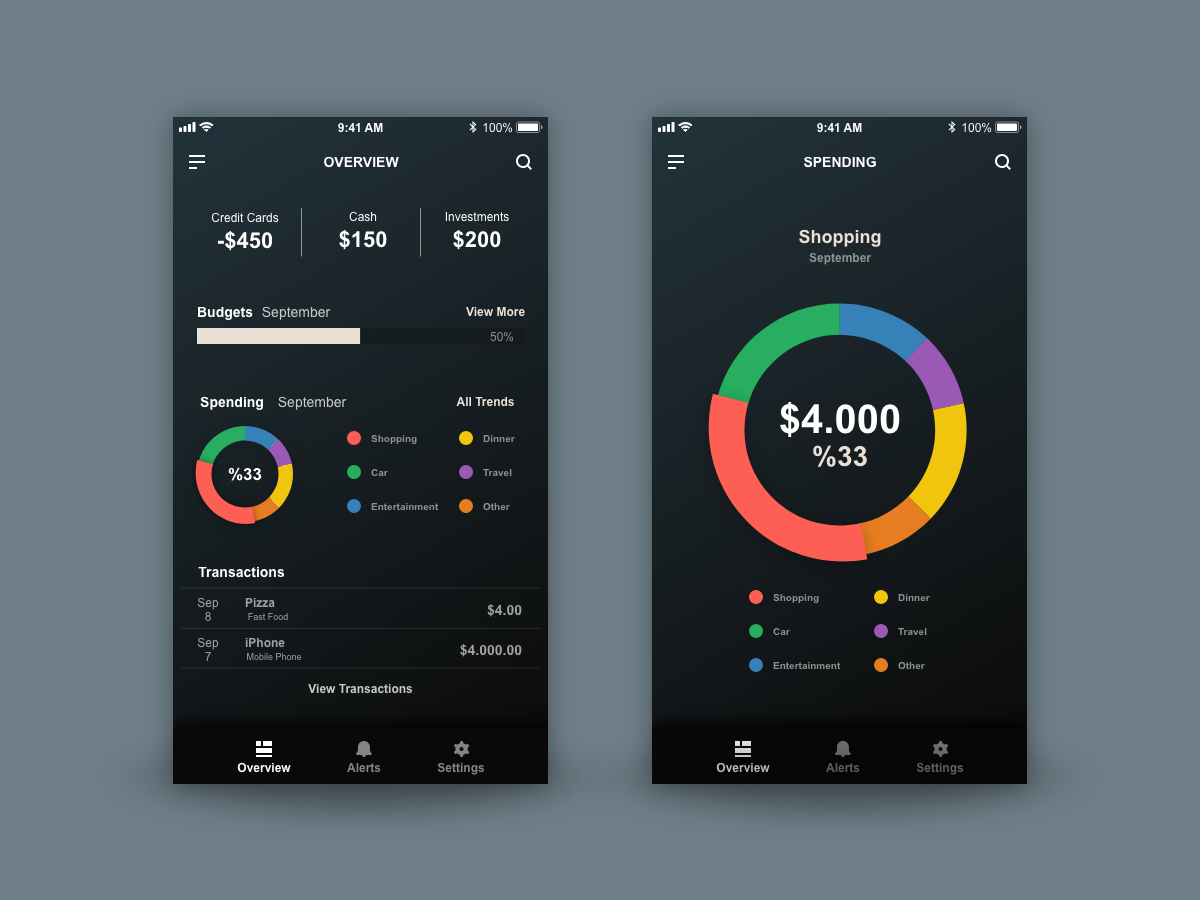 9:41 AM
100%
OVERVIEW
Credit Cards
-$450
Cash
$150
Investments
$200
Budgets September
View More
50%
Spending September
All Trends
%33
Shopping
Dinner
Car
Travel
Entertainment
Other
Transactions
Sep
8
Pizza
Fast Food
$4.00
Sep
7
iPhone
Mobile Phone
$4.000.00
View Transactions
Overview
Alerts
Settings
9:41 AM
100%
SPENDING
Shopping
September
$4.000
%33
Shopping
Dinner
Car
Travel
Entertainment
Other
Overview
Alerts
Settings